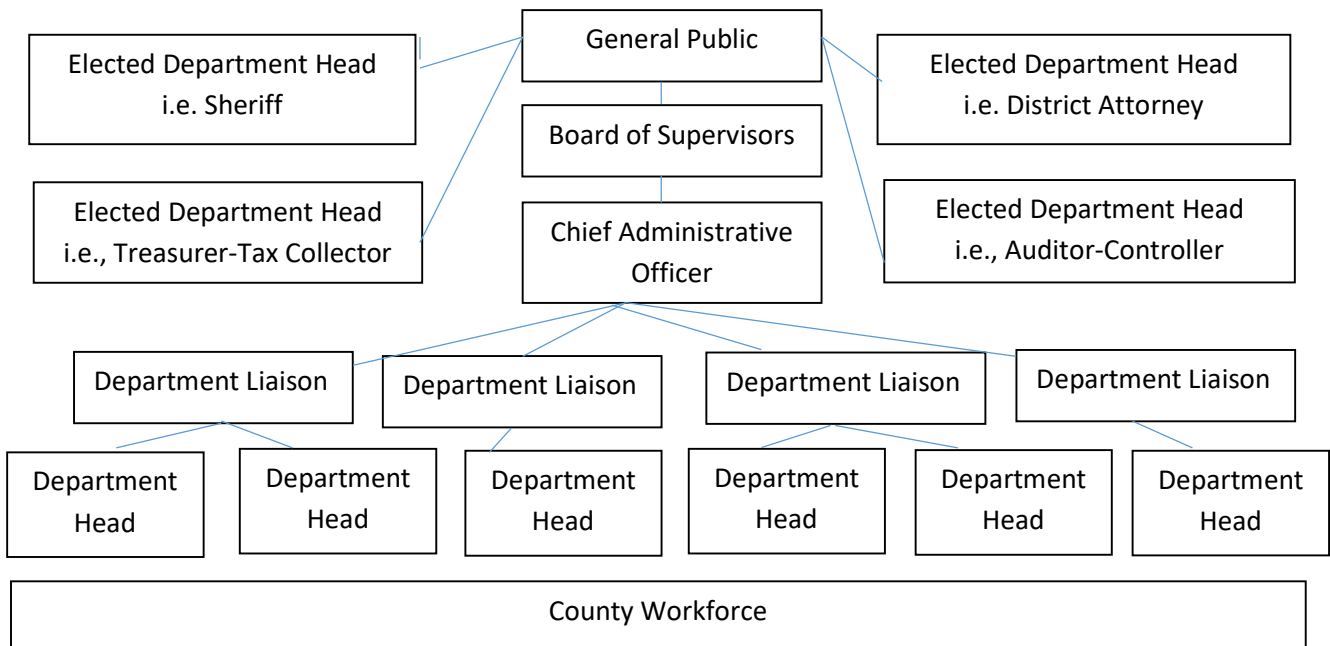 General Public
Elected Department Head
i.e. Sheriff
Elected Department Head
i.e. District Attorney
Board of Supervisors
Elected Department Head
i.e., Treasurer-Tax Collector
Elected Department Head
i.e., Auditor-Controller
Chief Administrative
Officer
Department Liaison
Department Liaison
Department Liaison
Department Liaison
Department
Head
Department
Head
Department
Head
Department
Head
Department
Head
Department
Head
County Workforce